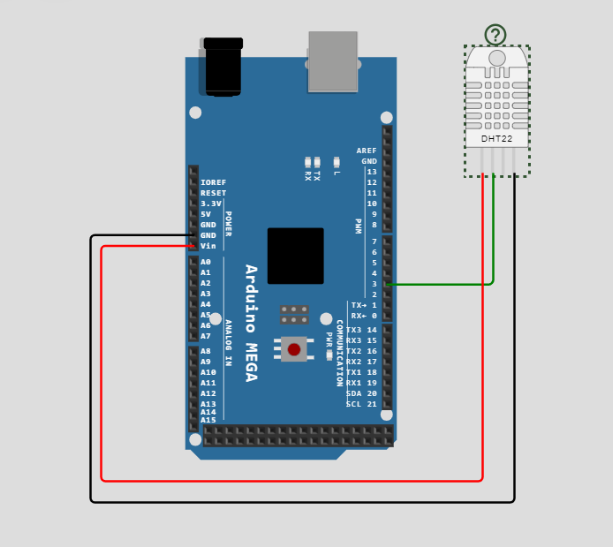 ?
DHT22
RX
TX
L
AREF
GND
13
12
11
10
9
8
PWM
7
6
5
4
3
2
TX→ 1
RX← 0
IOREF
RESET
3.3V
5V
GND
GND
Vin
POWER
A0
A1
A2
A3
A4
A5
A6
A7
ANALOG IN
A8
A9
A10
A11
A12
A13
A14
A15
Arduino MEGA
PWR
COMMUNICATION
TX3 14
RX3 15
TX2 16
RX2 17
TX1 18
RX1 19
SDA 20
SCL 21